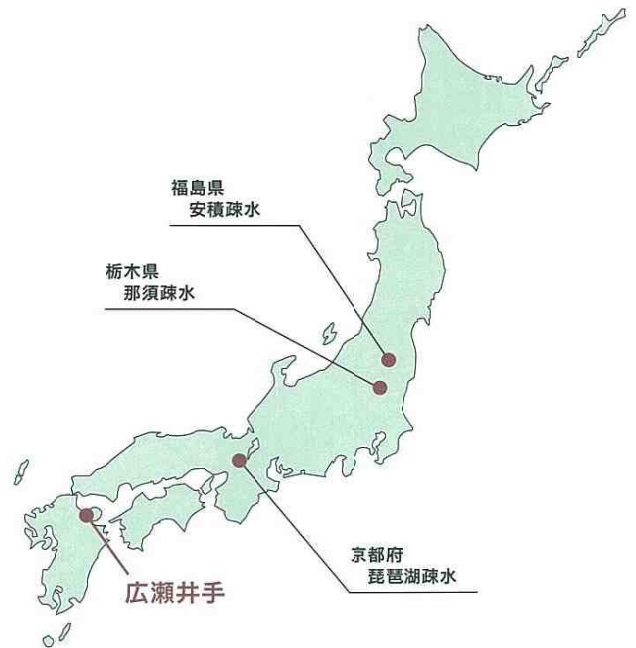 福島県
安積疏水
栃木県
那須疏水
京都府
琵琶湖疏水
広瀬井手